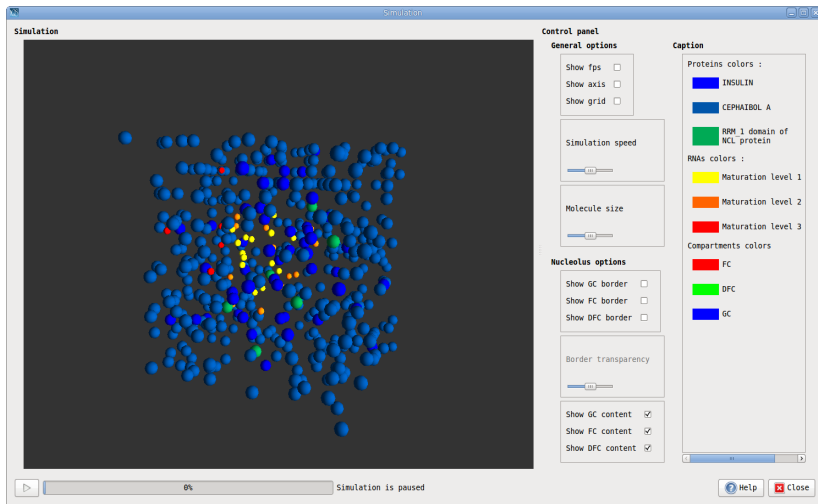 Simulation
Simulation
Control panel
General options
Show fps
Show axis
Show grid
Simulation speed
Molecule size
Nucleolus options
Show GC border
Show FC border
Show DFC border
Border transparency
Show GC content
Show FC content
Show DFC content
Caption
Proteins colors :
INSULIN
CEPHAIBOL A
RRM_1 domain of
NCL protein
RNAs colors :
Maturation level 1
Maturation level 2
Maturation level 3
Compartments colors
FC
DFC
GC
0%
Simulation is paused
Help
Close